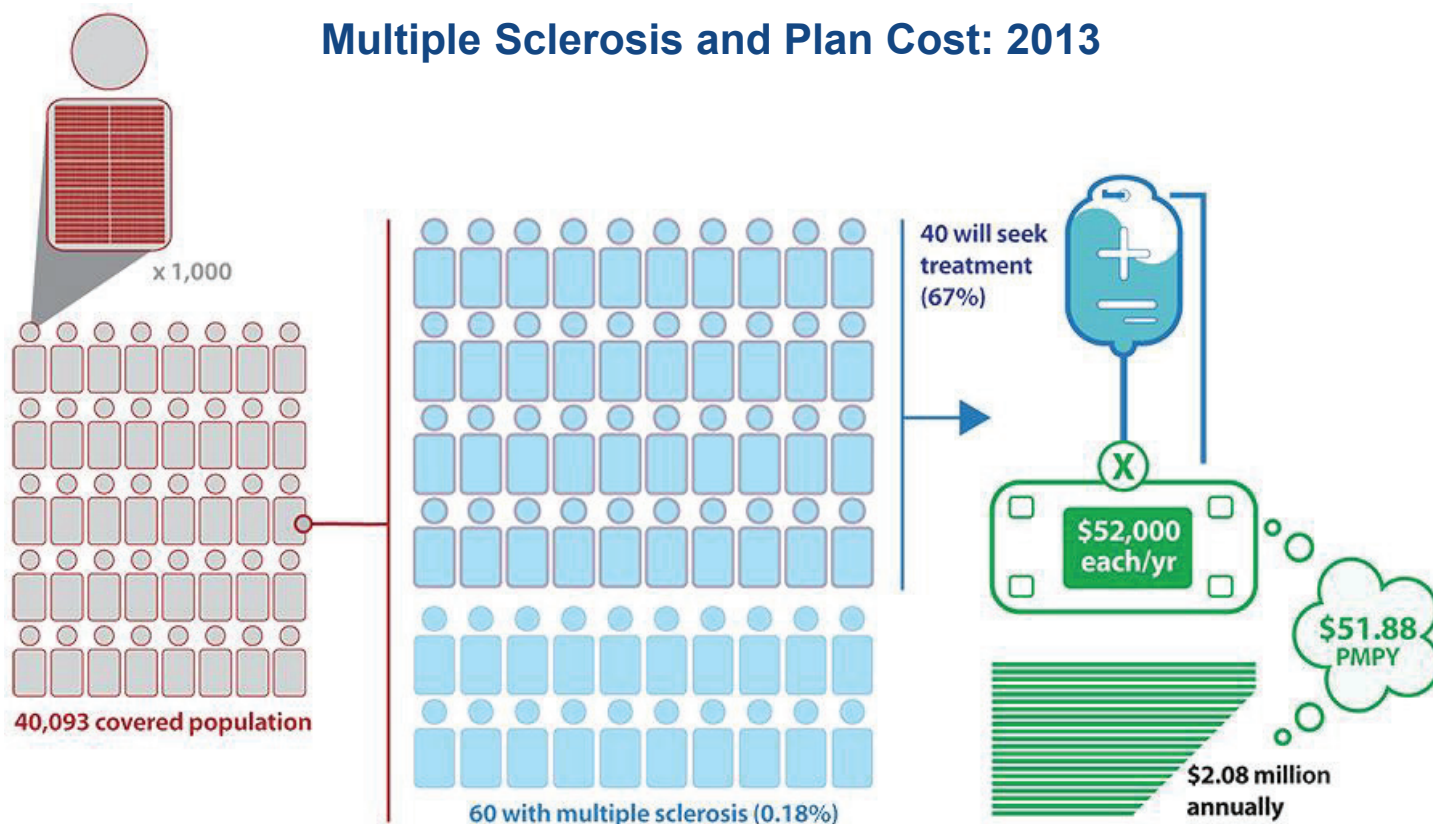 Multiple Sclerosis and Plan Cost: 2013
x 1,000
40,093 covered population
60 with multiple sclerosis (0.18%)
40 will seek
treatment
(67%)
X
$52,000
each/yr
$51.88
PMPY
$2.08 million
annually